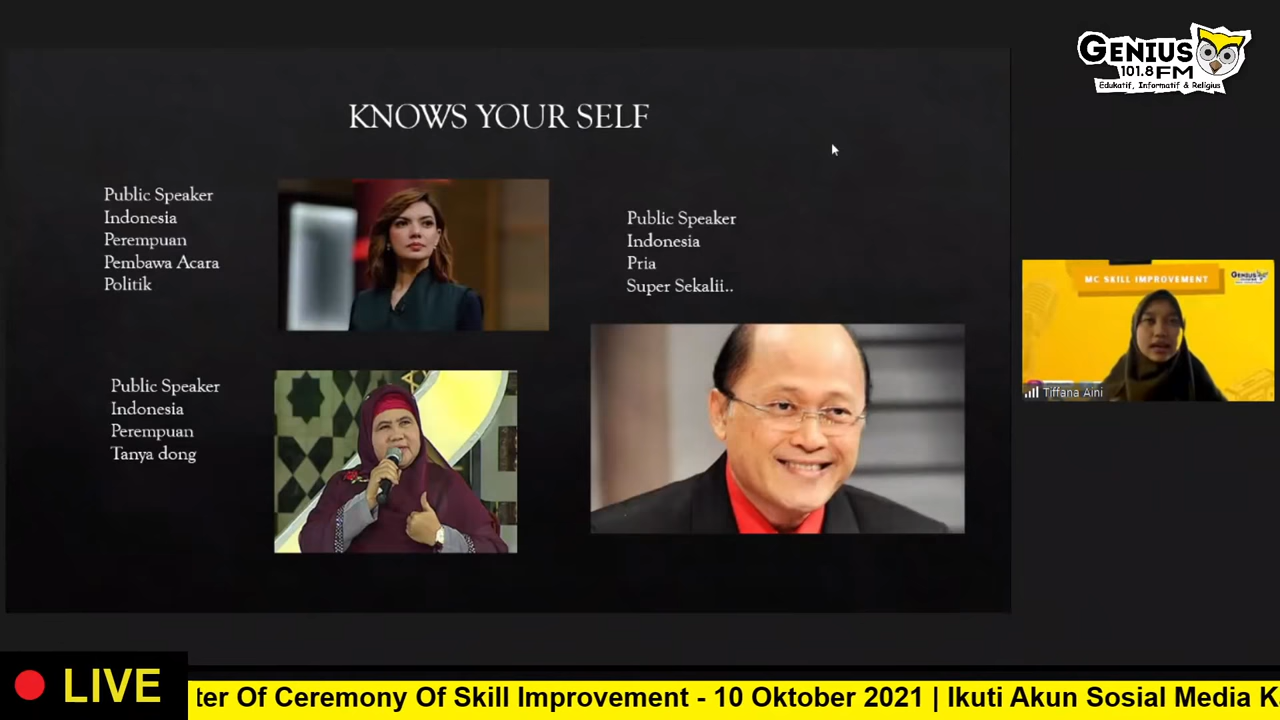 GENIUS
101.8 FM
Edukatif, Informatif & Religius
KNOWS YOUR SELF
Public Speaker
Indonesia
Perempuan
Pembawa Acara
Politik
Public Speaker
Indonesia
Pria
Super Sekalii..
Public Speaker
Indonesia
Perempuan
Tanya dong
MC SKILL IMPROVEMENT
GENIUS
Tiffana Aini
LIVE
ter Of Ceremony Of Skill Improvement - 10 Oktober 2021 | Ikuti Akun Sosial Media K